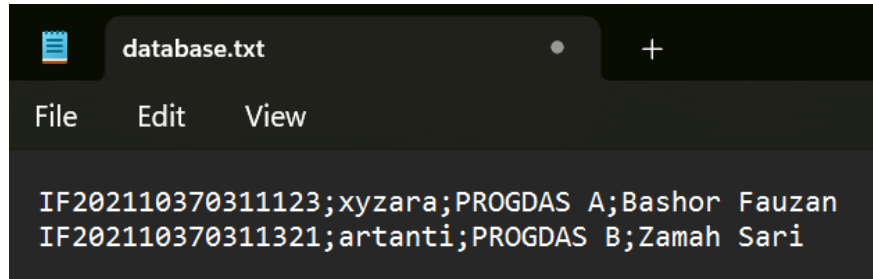 database.txt
File Edit View
IF202110370311123;xyzara;PROGDAS A;Bashor Fauzan
IF202110370311321;artanti;PROGDAS B;Zamah Sari